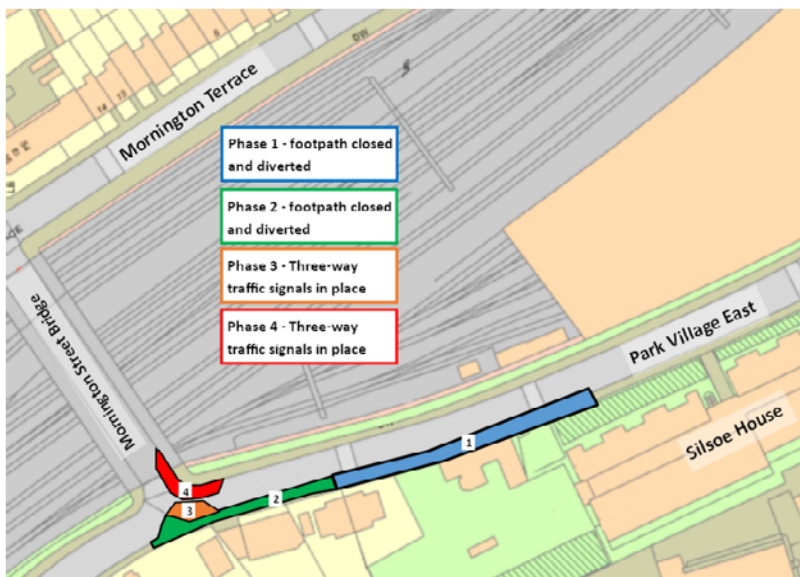 Mornington Terrace
Phase 1 - footpath closed
and diverted
Phase 2 - footpath closed
and diverted
Phase 3 - Three-way
traffic signals in place
Phase 4 - Three-way
traffic signals in place
Mornington Street Bridge
Park Village East
Silsoe House
1
2
3
4